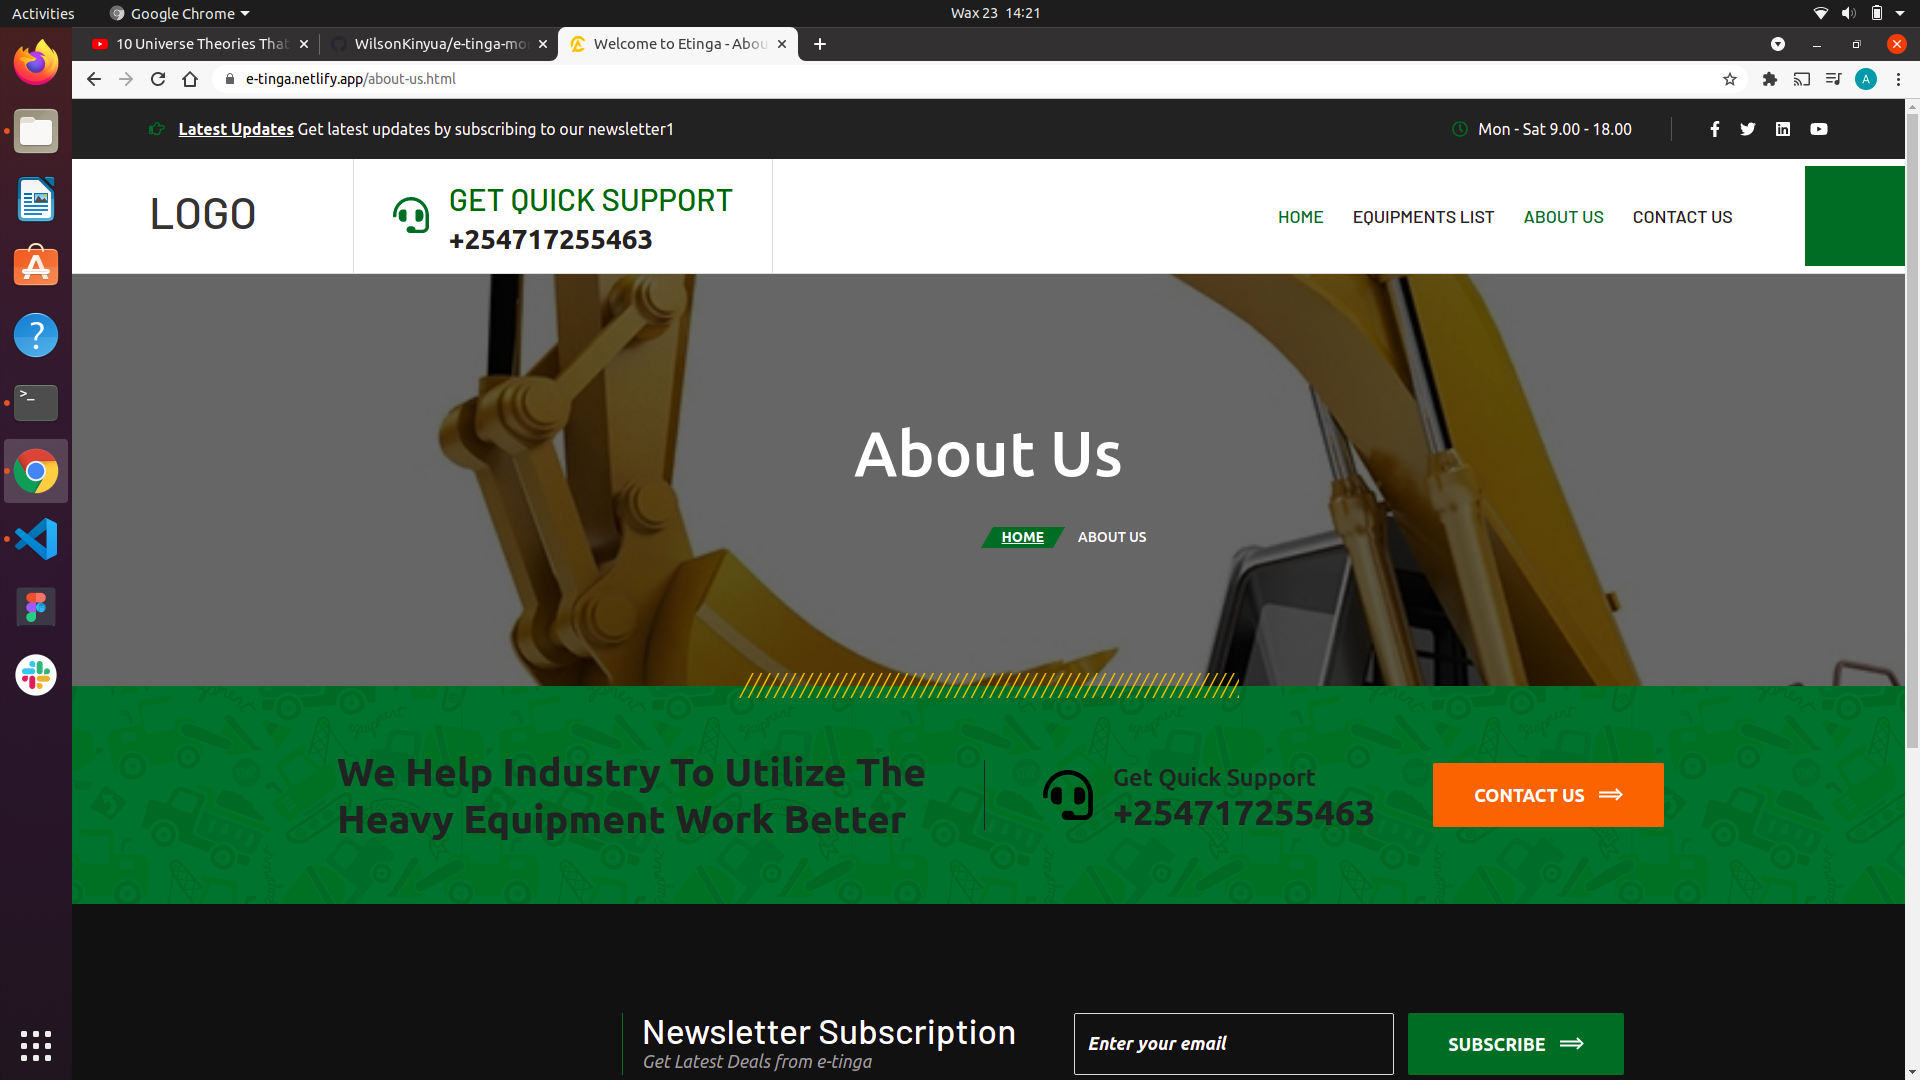 Activities
Google Chrome
Wax 23 14:21
10 Universe Theories That
WilsonKinyua/e-tinga-mo
Welcome to Etinga - Abou
e-tinga.netlify.app/about-us.html
A
Latest Updates Get latest updates by subscribing to our newsletter1
Mon - Sat 9.00 - 18.00
LOGO
GET QUICK SUPPORT
+254717255463
HOME
EQUIPMENTS LIST
ABOUT US
CONTACT US
About Us
HOME
ABOUT US
We Help Industry To Utilize The
Heavy Equipment Work Better
Get Quick Support
+254717255463
CONTACT US
Newsletter Subscription
Get Latest Deals from e-tinga
Enter your email
SUBSCRIBE